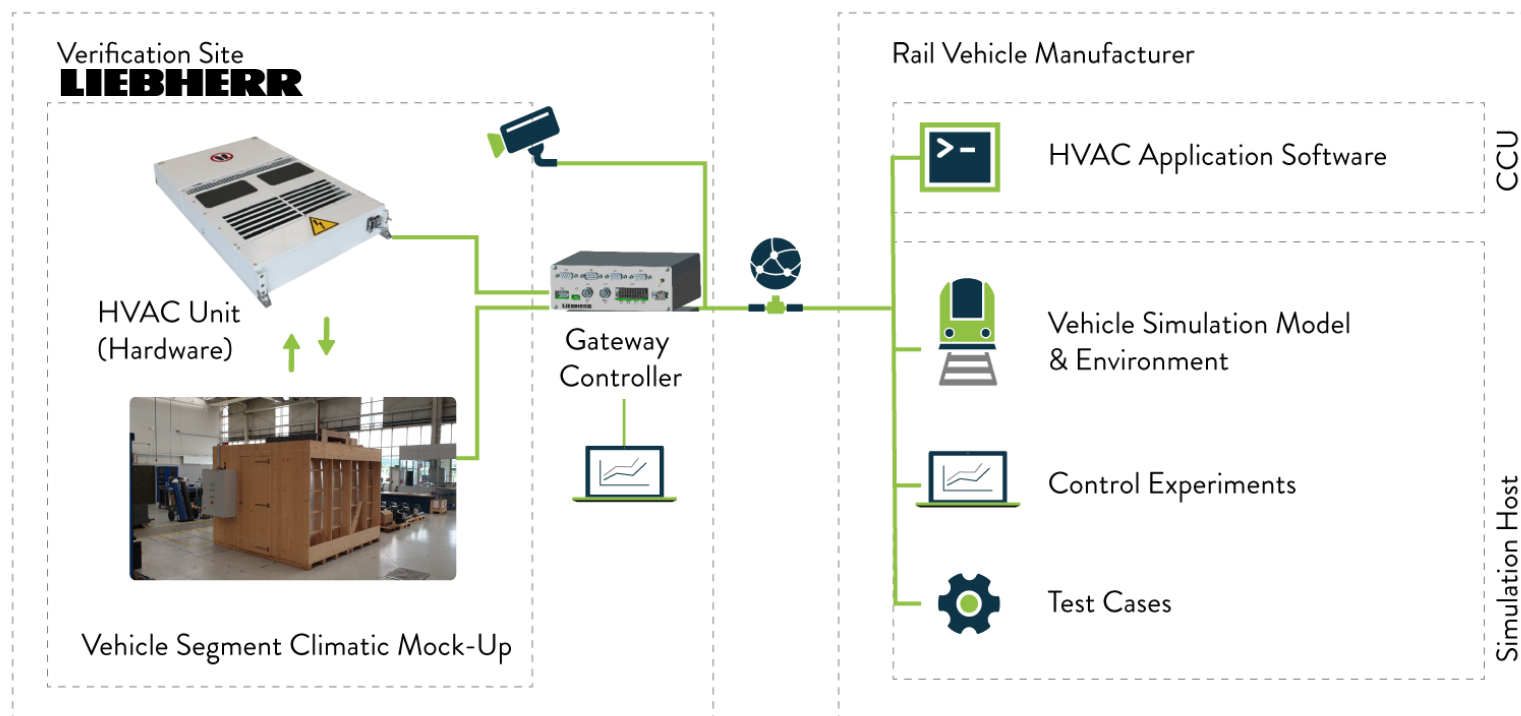 Verification Site
LIEBHERR
HVAC Unit
(Hardware)
Vehicle Segment Climatic Mock-Up
LIEBHERR
Gateway
Controller
Rail Vehicle Manufacturer
HVAC Application Software
CCU
Vehicle Simulation Model
& Environment
Control Experiments
Test Cases
Simulation Host